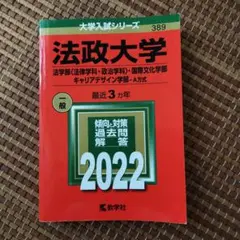 大学入試シリーズ
389
法政大学
法学部〈法律学科・政治学科〉・国際文化学部
キャリアデザイン学部-A方式
一般
最近3カ年
傾向と対策
過去問
解答
2022
教学社